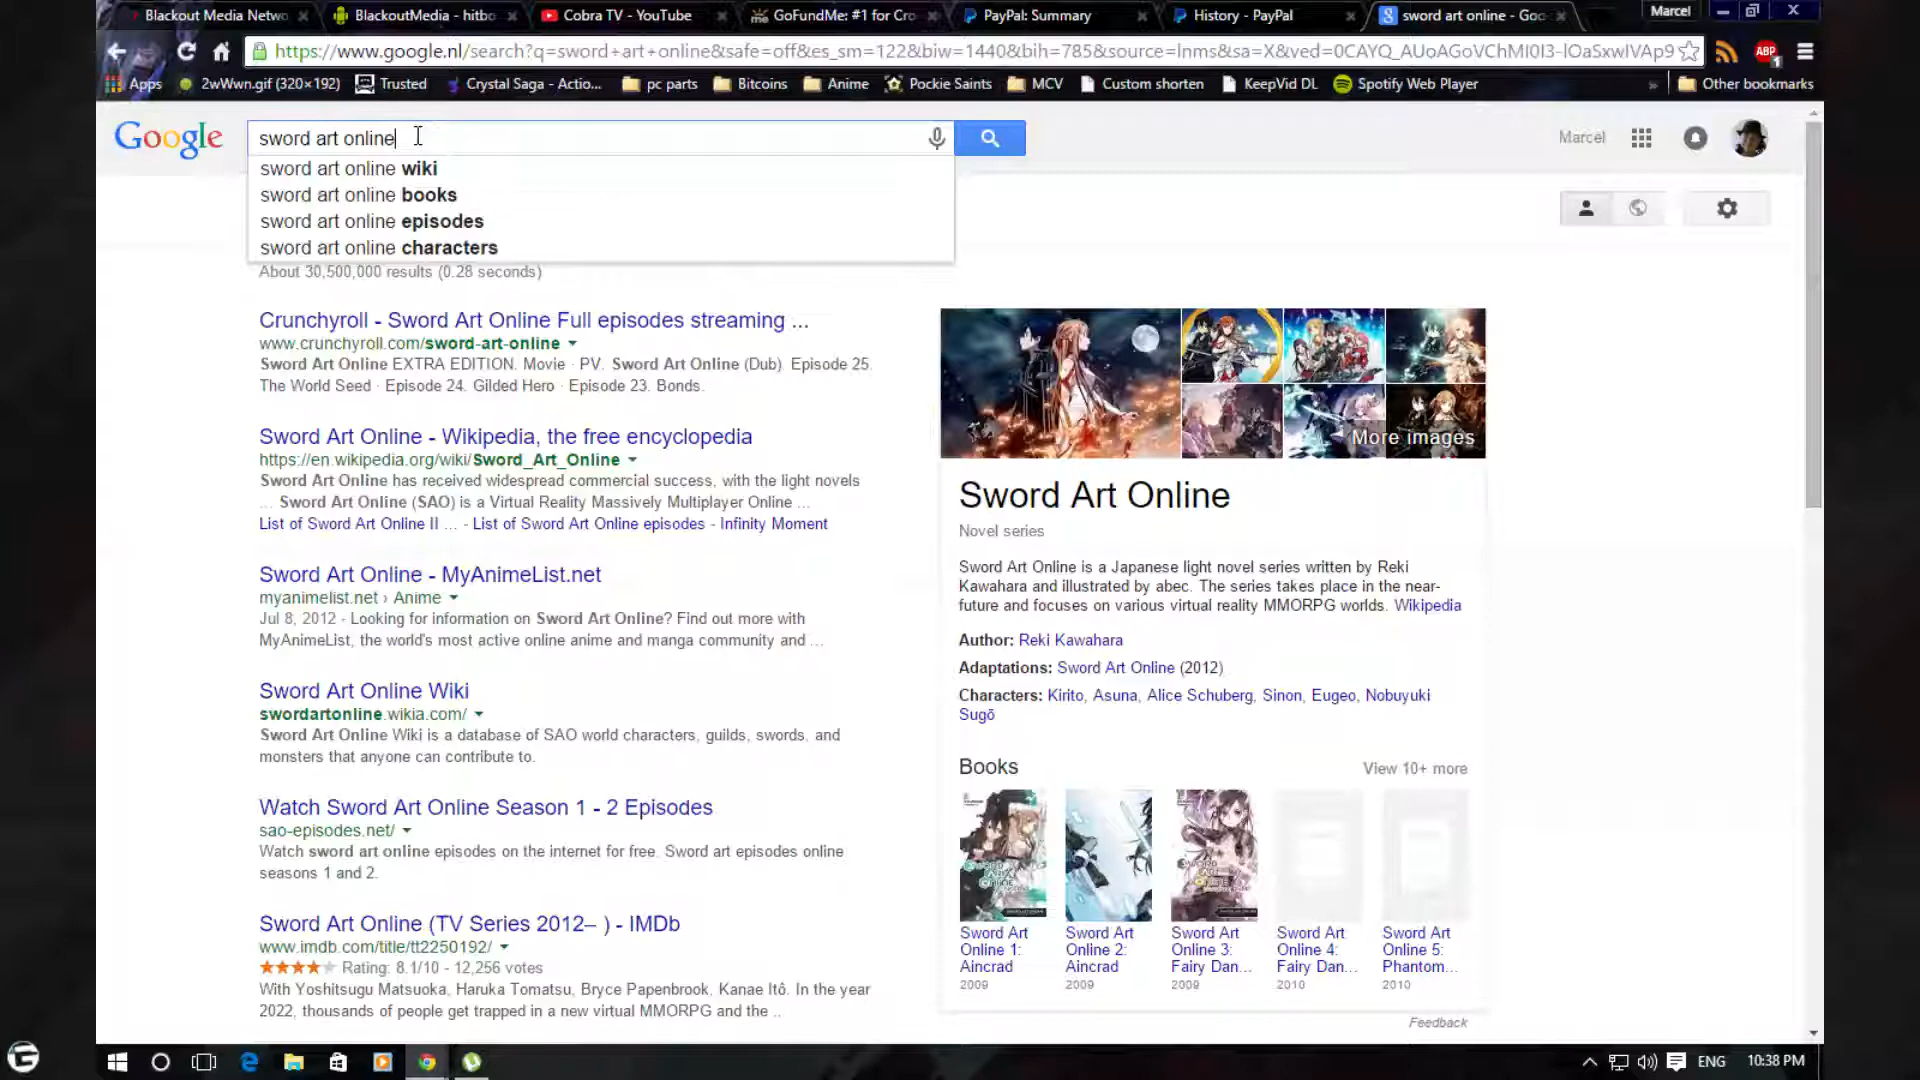 Blackout Media Netwo
BlackoutMedia - hitbo
Cobra TV - YouTube
GoFundMe: #1 for Cro
PayPal: Summary
History - PayPal
sword art online - Goo
Marcel
https://www.google.nl/search?q=sword+art+online&safe=off&es_sm=122&biw=1440&bih=785&source=lnms&sa=X&ved=0CAYQ_AUoAGoVChMI0I3-lOaSxwIVAp9
ABP
1
Apps
2wWwn.gif (320×192)
Trusted
Crystal Saga - Actio...
pc parts
Bitcoins
Anime
Pockie Saints
MCV
Custom shorten
KeepVid DL
Spotify Web Player
»
Other bookmarks
Google
sword art online
Marcel
sword art online wiki
sword art online books
sword art online episodes
sword art online characters
About 30,500,000 results (0.28 seconds)
Crunchyroll - Sword Art Online Full episodes streaming ...
www.crunchyroll.com/sword-art-online
Sword Art Online EXTRA EDITION. Movie · PV. Sword Art Online (Dub). Episode 25.
The World Seed · Episode 24. Gilded Hero · Episode 23. Bonds.
Sword Art Online - Wikipedia, the free encyclopedia
https://en.wikipedia.org/wiki/Sword_Art_Online
Sword Art Online has received widespread commercial success, with the light novels
... Sword Art Online (SAO) is a Virtual Reality Massively Multiplayer Online ...
List of Sword Art Online II ... - List of Sword Art Online episodes - Infinity Moment
Sword Art Online - MyAnimeList.net
myanimelist.net › Anime
Jul 8, 2012 - Looking for information on Sword Art Online? Find out more with
MyAnimeList, the world's most active online anime and manga community and ...
Sword Art Online Wiki
swordartonline.wikia.com/
Sword Art Online Wiki is a database of SAO world characters, guilds, swords, and
monsters that anyone can contribute to.
Watch Sword Art Online Season 1 - 2 Episodes
sao-episodes.net/
Watch sword art online episodes on the internet for free. Sword art episodes online
seasons 1 and 2.
Sword Art Online (TV Series 2012– ) - IMDb
www.imdb.com/title/tt2250192/
Rating: 8.1/10 - 12,256 votes
With Yoshitsugu Matsuoka, Haruka Tomatsu, Bryce Papenbrook, Kanae Itô. In the year
2022, thousands of people get trapped in a new virtual MMORPG and the ..
More images
Sword Art Online
Novel series
Sword Art Online is a Japanese light novel series written by Reki
Kawahara and illustrated by abec. The series takes place in the near-
future and focuses on various virtual reality MMORPG worlds. Wikipedia
Author: Reki Kawahara
Adaptations: Sword Art Online (2012)
Characters: Kirito, Asuna, Alice Schuberg, Sinon, Eugeo, Nobuyuki
Sugō
Books
View 10+ more
Sword Art
Online 1:
Aincrad
2009
Sword Art
Online 2:
Aincrad
2009
Sword Art
Online 3:
Fairy Dan...
2009
Sword Art
Online 4:
Fairy Dan...
2010
Sword Art
Online 5:
Phantom...
2010
Feedback
ENG
10:38 PM